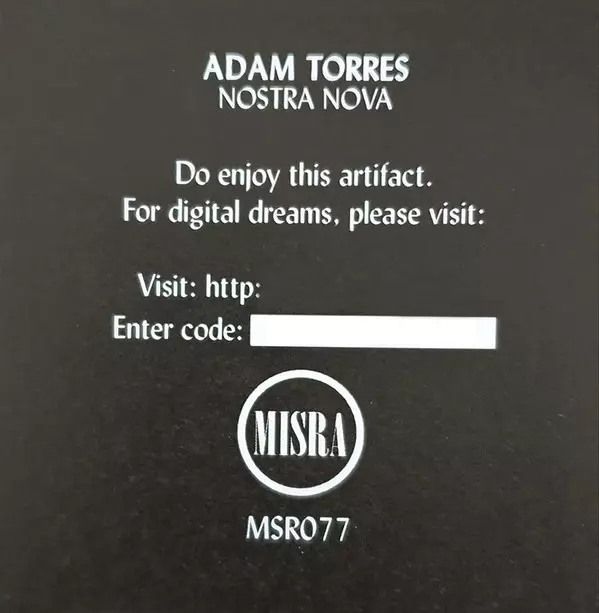 ADAM TORRES
NOSTRA NOVA
Do enjoy this artifact.
For digital dreams, please visit:
Visit: http:
Enter code:
MISRA
MSR077